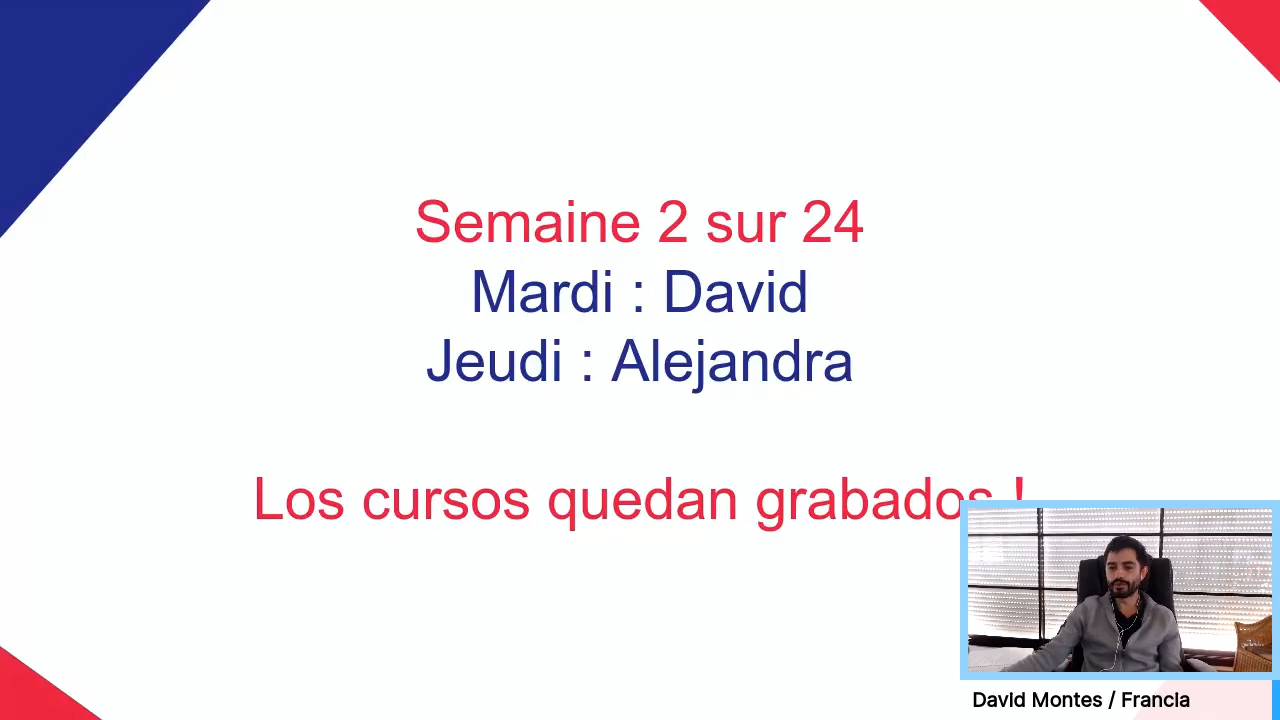 Semaine 2 sur 24
Mardi : David
Jeudi : Alejandra
Los cursos quedan grabados !
David Montes / Francia